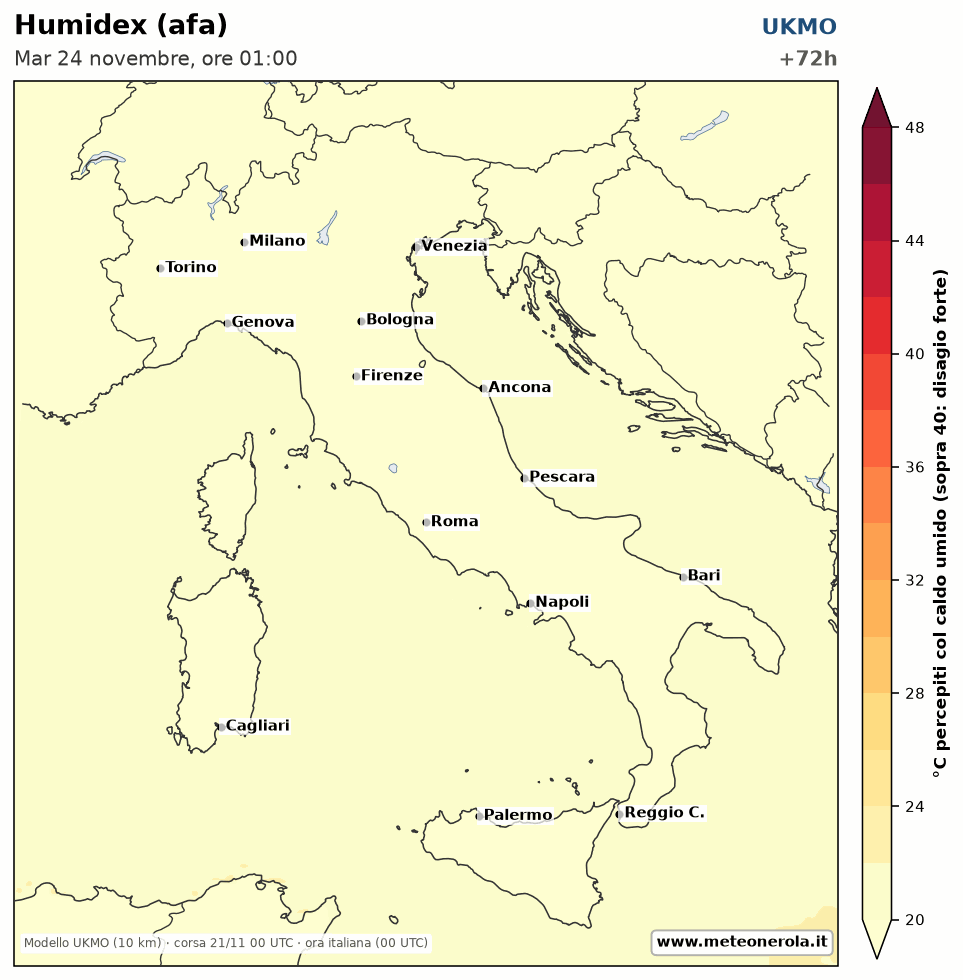 Humidex (afa)
UKMO
Mar 24 novembre, ore 01:00
+72h
Milano
Venezia
Torino
Genova
Bologna
Firenze
Ancona
Pescara
Roma
Bari
Napoli
Cagliari
Palermo
Reggio C.
48
44
40
36
32
28
24
20
°C percepiti col caldo umido (sopra 40: disagio forte)
Modello UKMO (10 km) · corsa 21/11 00 UTC · ora italiana (00 UTC)
www.meteonerola.it